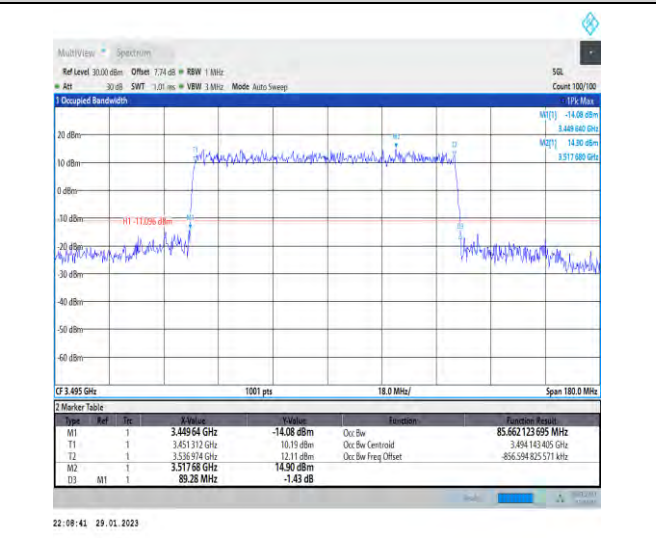 MultiView Spectrum
Ref Level 30.00 dBm Offset 7.74 dB RBW 1 MHz SGL
Att 30 dB SWT 1.01 ms VBW 3 MHz Mode Auto Sweep Count 100/100
1 Occupied Bandwidth 1Pk Max
M1[1] -14.08 dBm
3.449 640 GHz
M2[1] 14.90 dBm
3.517 680 GHz
M2
T1 T2
20 dBm
10 dBm
0 dBm
-10 dBm
H1 -11.096 dBm
M1
D3
-20 dBm
-30 dBm
-40 dBm
-50 dBm
-60 dBm
CF 3.495 GHz 1001 pts 18.0 MHz/ Span 180.0 MHz
2 Marker Table
Type Ref Trc X-Value Y-Value Function Function Result
M1 1 3.449 64 GHz -14.08 dBm Occ Bw 85.662 123 695 MHz
T1 1 3.451 312 GHz 10.19 dBm Occ Bw Centroid 3.494 143 405 GHz
T2 1 3.536 974 GHz 12.11 dBm Occ Bw Freq Offset -856.594 825 571 kHz
M2 1 3.517 68 GHz 14.90 dBm
D3 M1 1 89.28 MHz -1.43 dB
22:08:41 29.01.2023